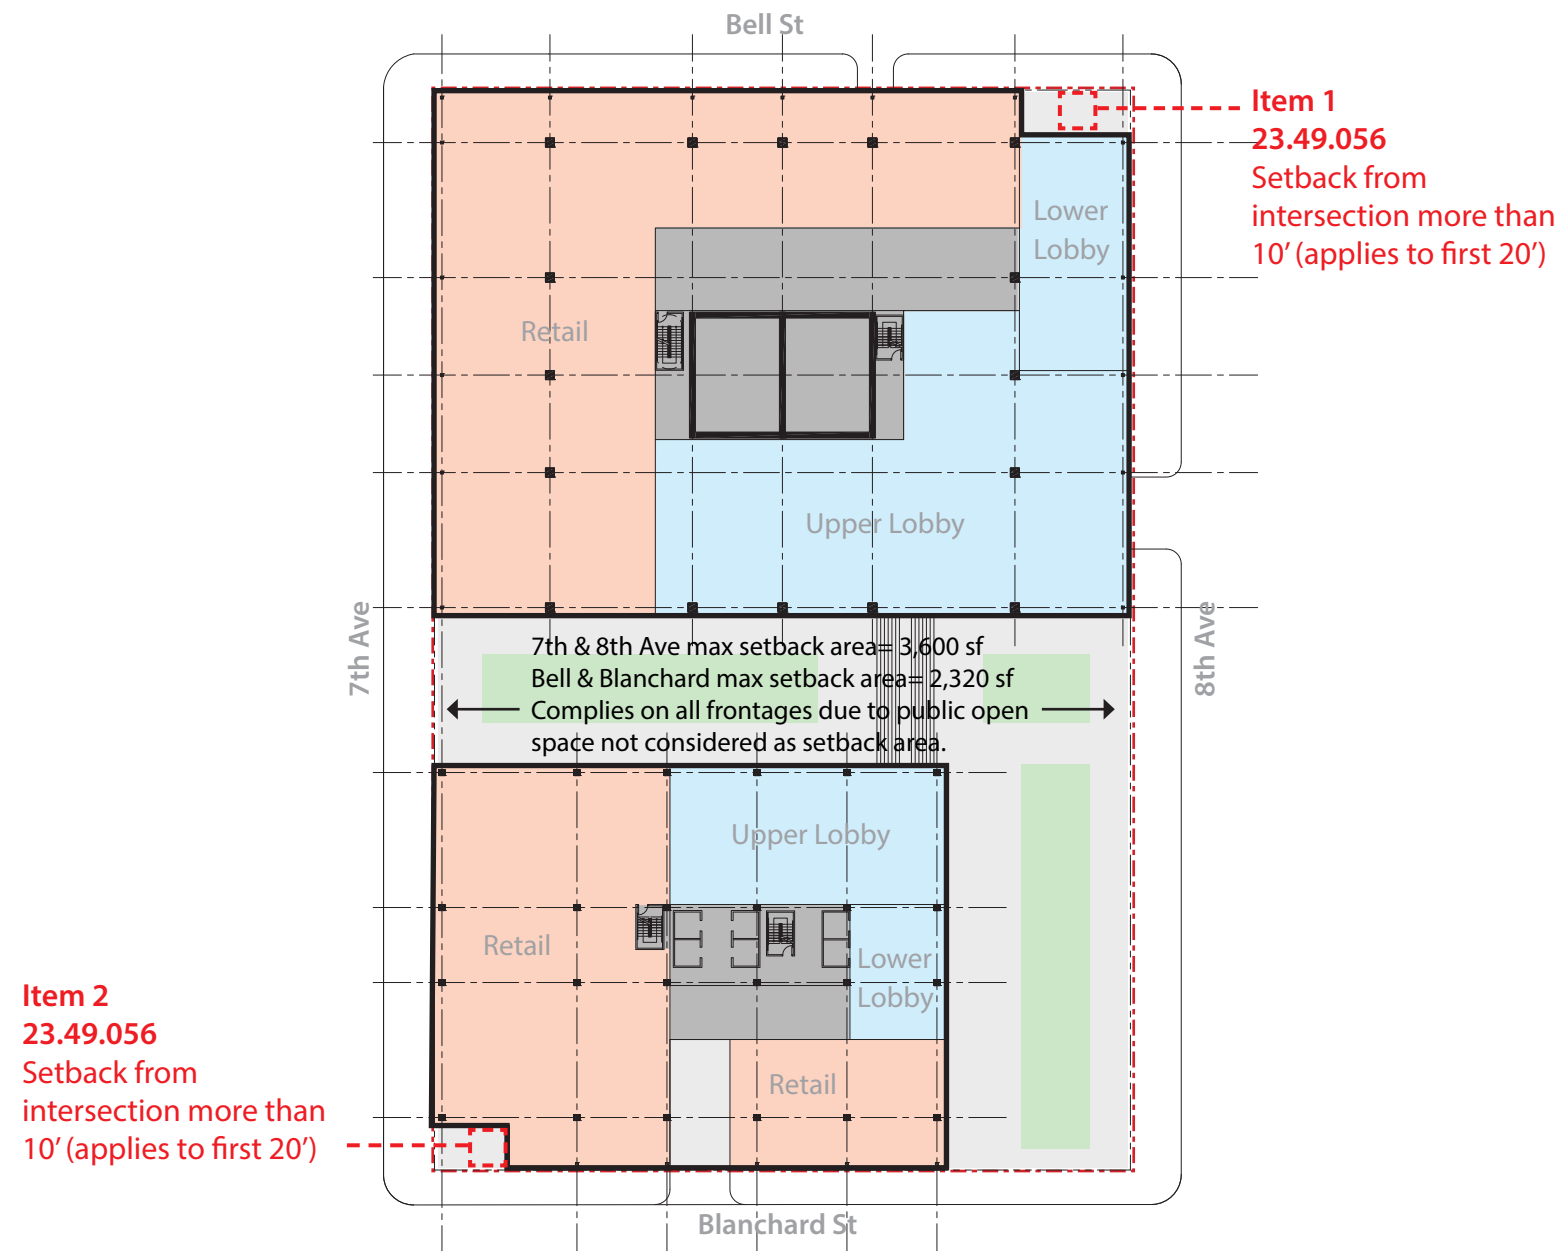 Bell St
Item 1
23.49.056
Setback from
intersection more than
10’ (applies to first 20’)
Lower
Lobby
Retail
Upper Lobby
7th Ave
8th Ave
7th & 8th Ave max setback area= 3,600 sf
Bell & Blanchard max setback area= 2,320 sf
Complies on all frontages due to public open
space not considered as setback area.
Upper Lobby
Retail
Lower
Lobby
Item 2
23.49.056
Setback from
intersection more than
10’ (applies to first 20’)
Retail
Blanchard St